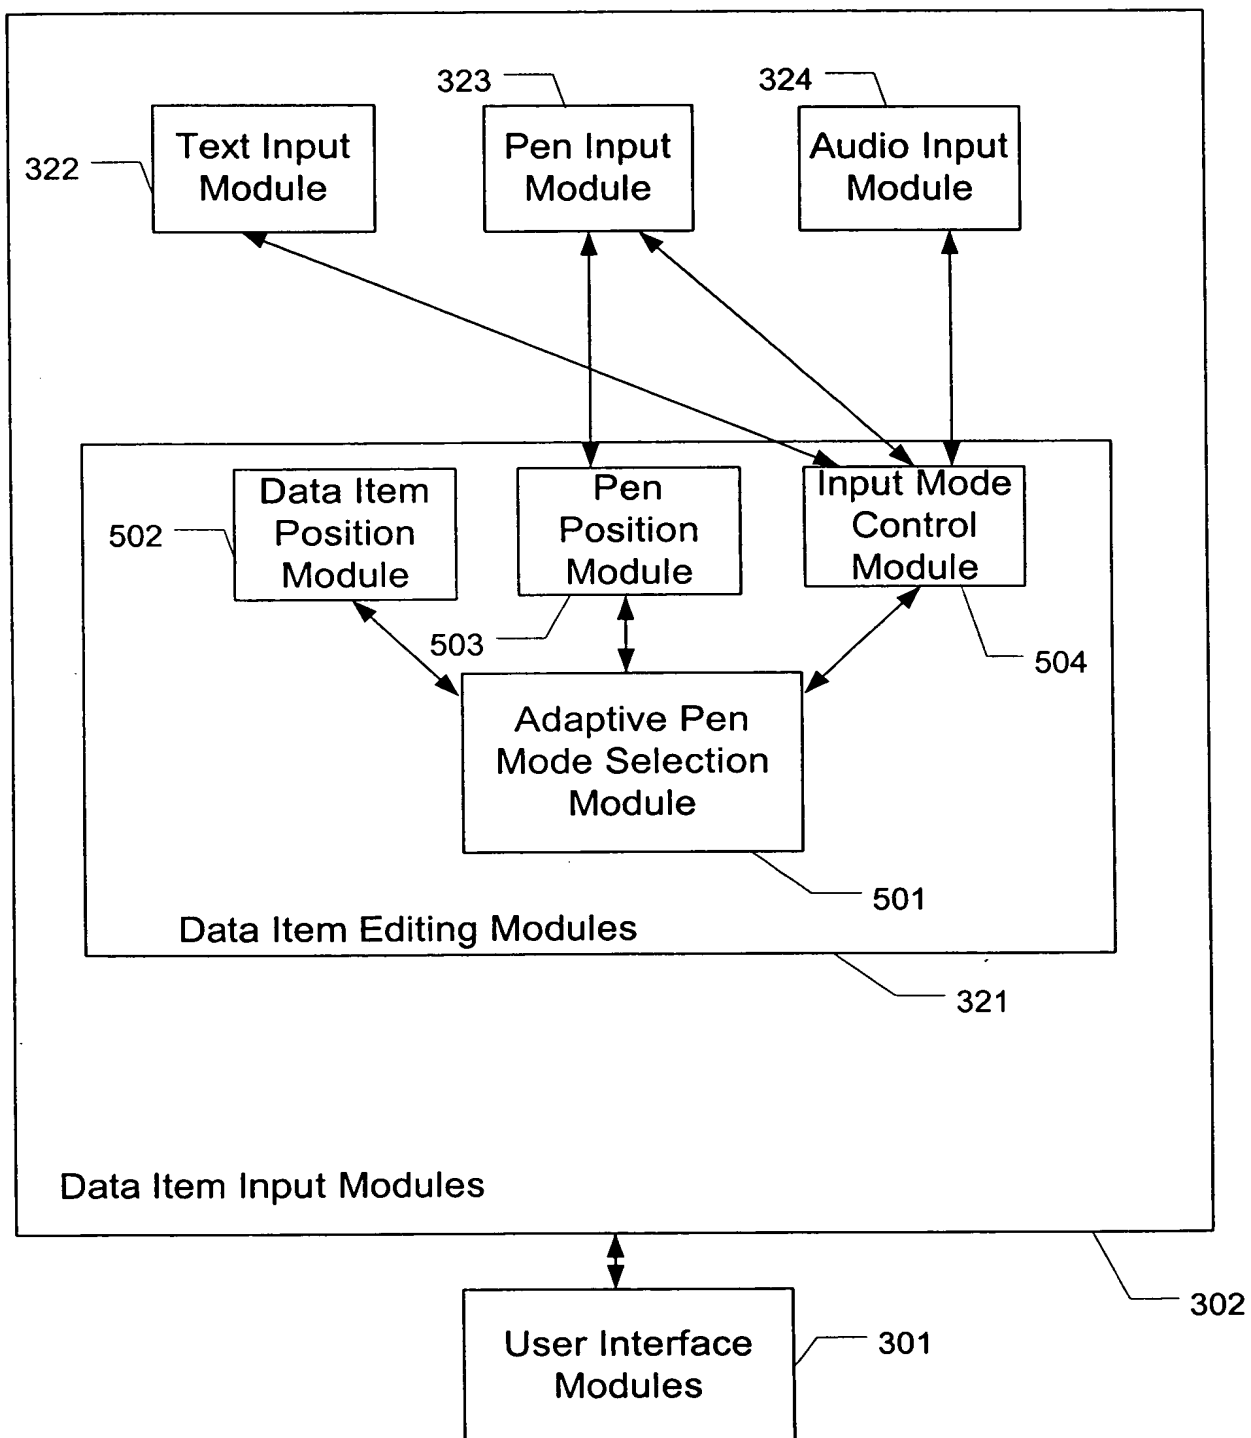 323
324
322
Text Input
Module
Pen Input
Module
Audio Input
Module
502
Data Item
Position
Module
Pen
Position
Module
Input Mode
Control
Module
503
504
Adaptive Pen
Mode Selection
Module
501
Data Item Editing Modules
321
Data Item Input Modules
302
User Interface
Modules
301